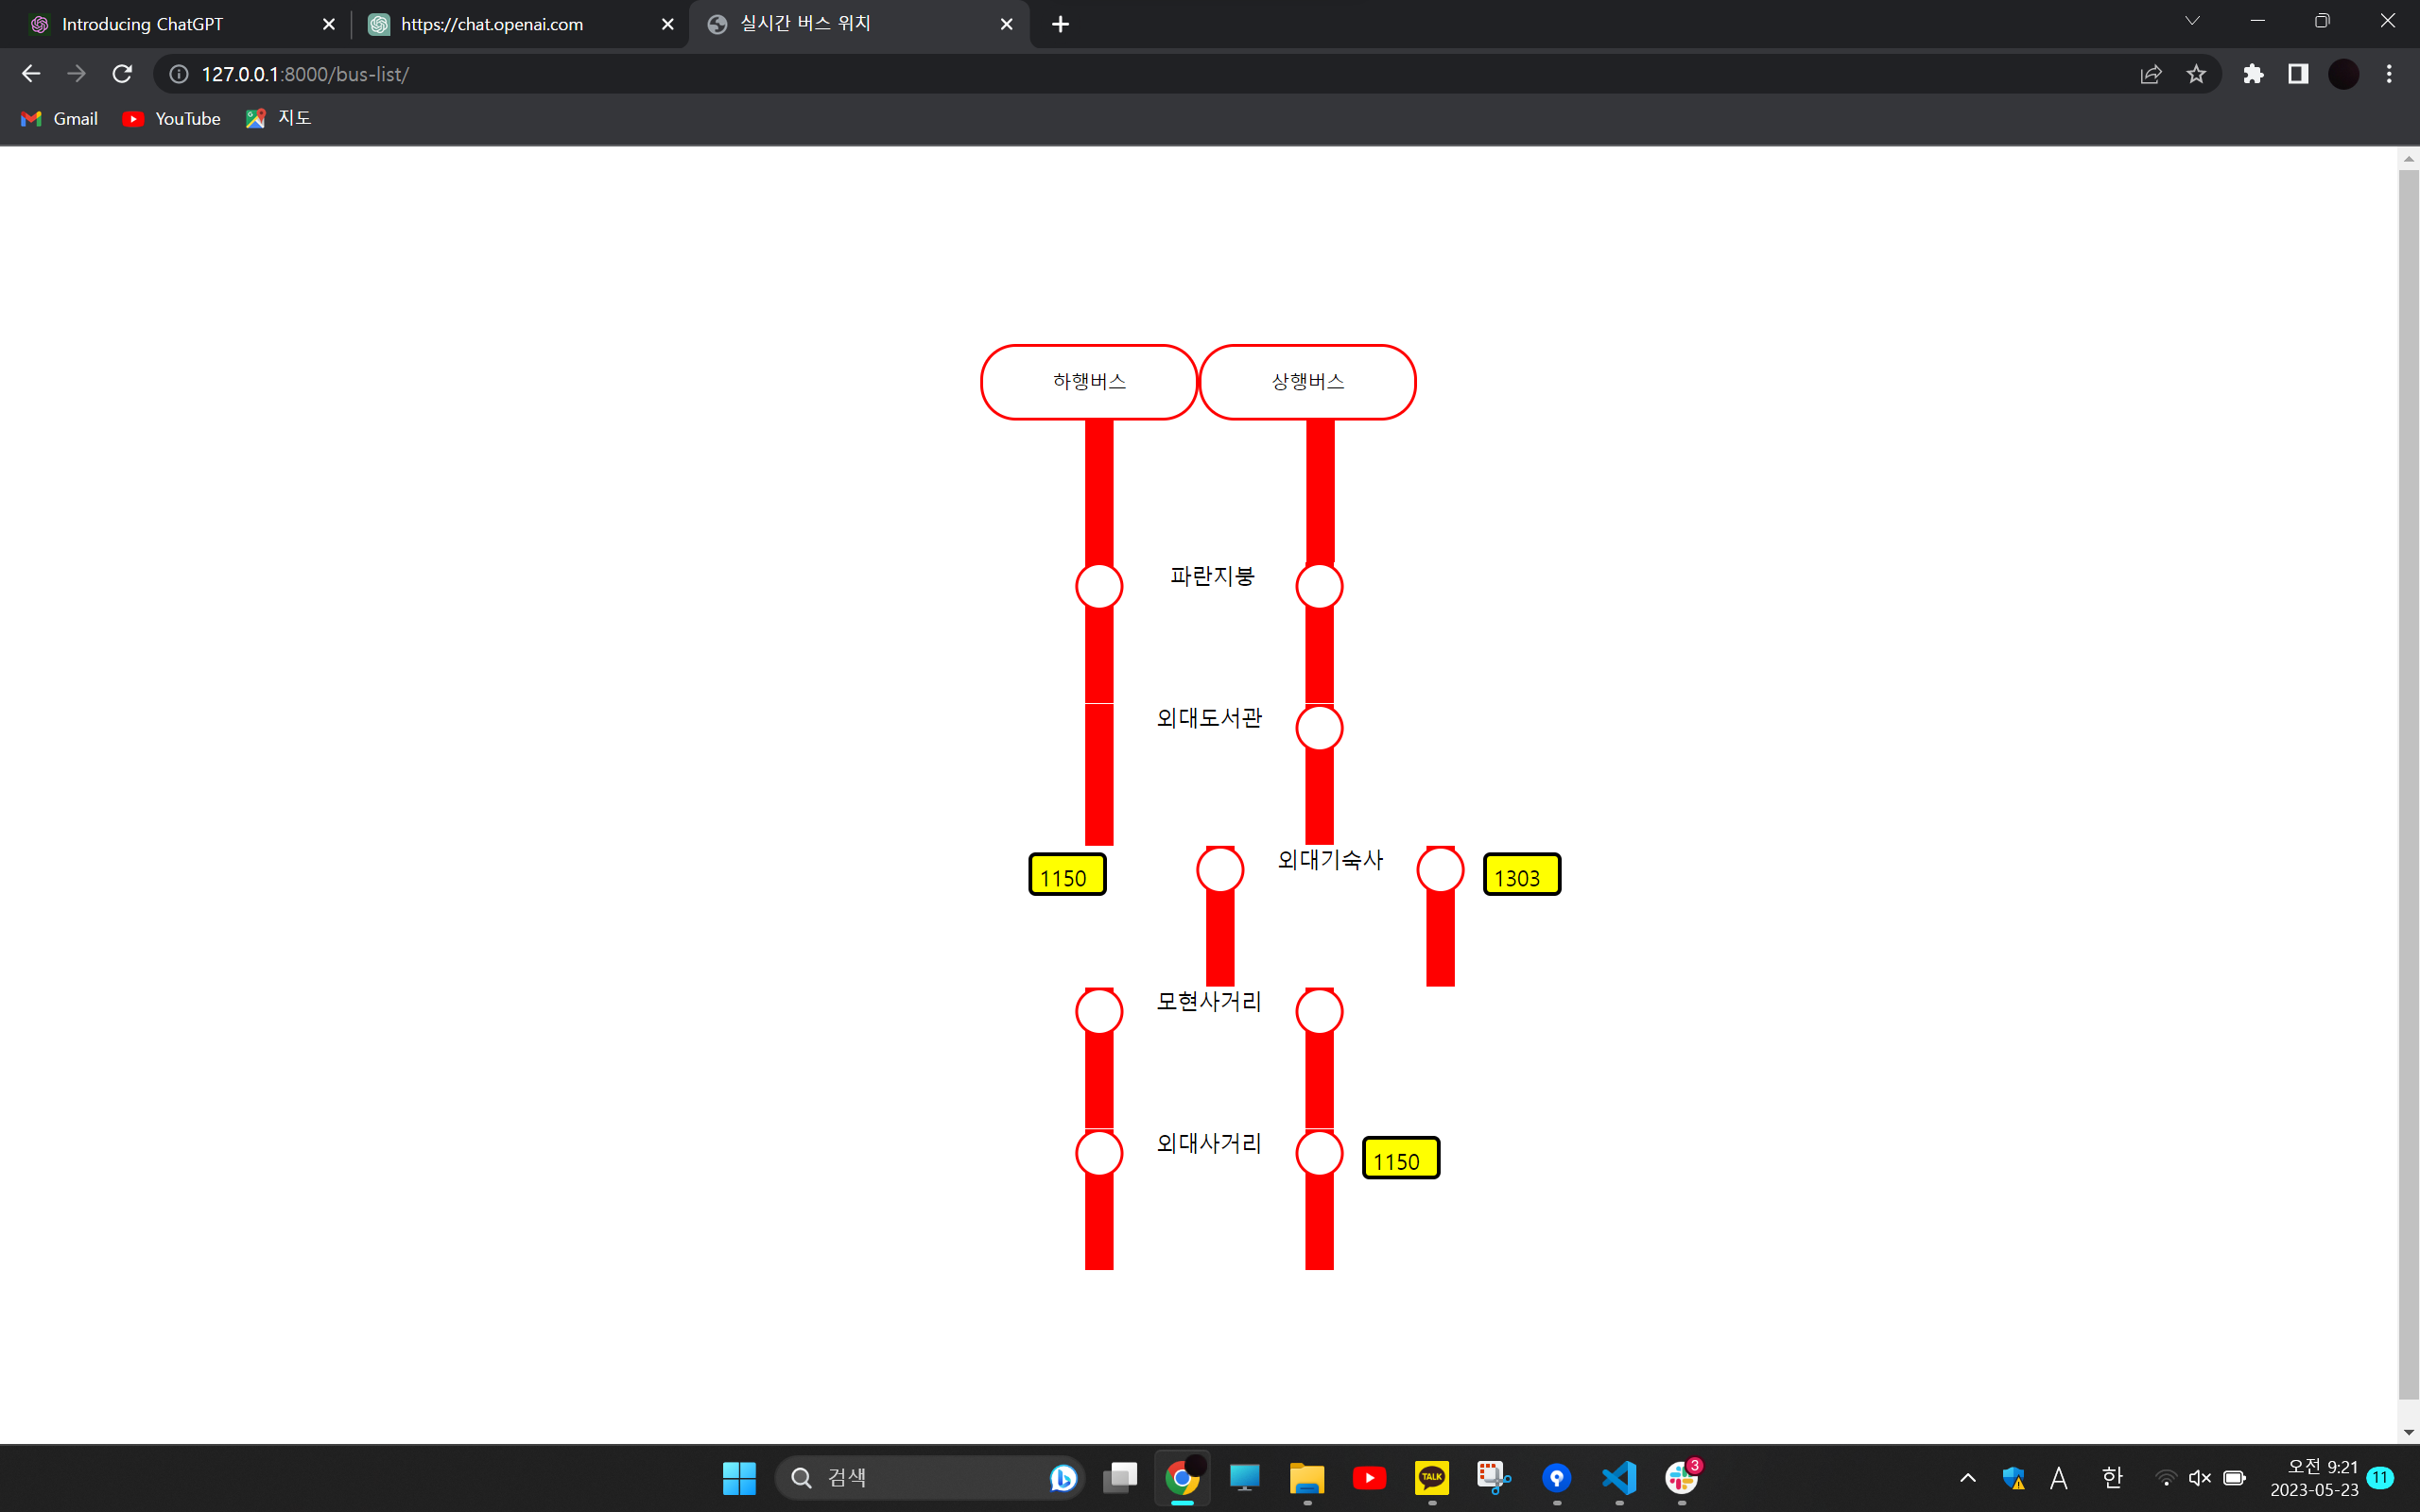 Introducing ChatGPT
https://chat.openai.com
실시간 버스 위치
127.0.0.1:8000/bus-list/
Gmail
YouTube
지도
하행버스
상행버스
파란지붕
외대도서관
1150
외대기숙사
1303
모현사거리
외대사거리
1150
검색
TALK
3
A
한
오전 9:21
2023-05-23
11